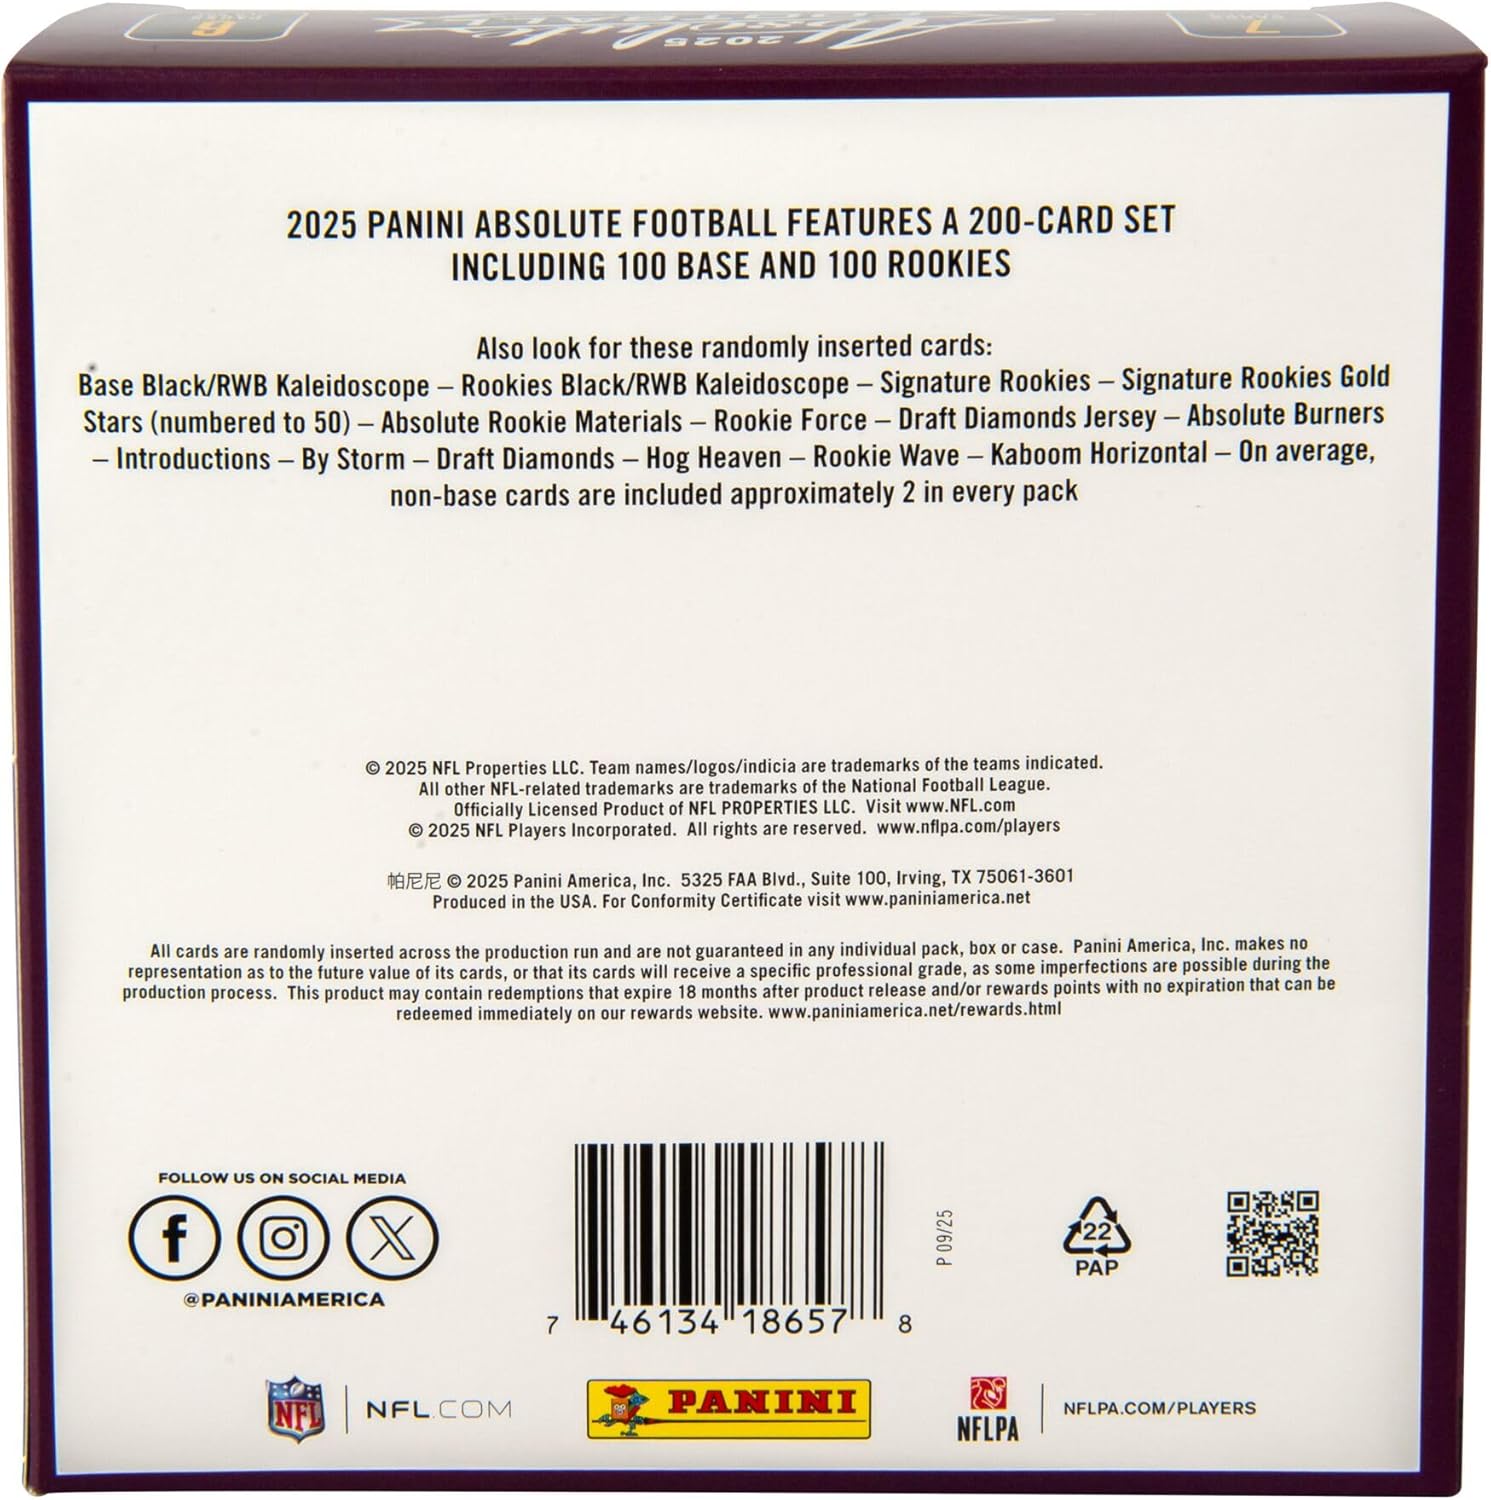 7
2025
Absolute
FOOTBALL
6
2025 PANINI ABSOLUTE FOOTBALL FEATURES A 200-CARD SET
INCLUDING 100 BASE AND 100 ROOKIES
Also look for these randomly inserted cards:
Base Black/RWB Kaleidoscope – Rookies Black/RWB Kaleidoscope – Signature Rookies – Signature Rookies Gold
Stars (numbered to 50) – Absolute Rookie Materials – Rookie Force – Draft Diamonds Jersey – Absolute Burners
– Introductions – By Storm – Draft Diamonds – Hog Heaven – Rookie Wave – Kaboom Horizontal – On average,
non-base cards are included approximately 2 in every pack
© 2025 NFL Properties LLC. Team names/logos/indicia are trademarks of the teams indicated.
All other NFL-related trademarks are trademarks of the National Football League.
Officially Licensed Product of NFL PROPERTIES LLC. Visit www.NFL.com
© 2025 NFL Players Incorporated. All rights are reserved. www.nflpa.com/players
帕尼尼 © 2025 Panini America, Inc. 5325 FAA Blvd., Suite 100, Irving, TX 75061-3601
Produced in the USA. For Conformity Certificate visit www.paniniamerica.net
All cards are randomly inserted across the production run and are not guaranteed in any individual pack, box or case. Panini America, Inc. makes no
representation as to the future value of its cards, or that its cards will receive a specific professional grade, as some imperfections are possible during the
production process. This product may contain redemptions that expire 18 months after product release and/or rewards points with no expiration that can be
redeemed immediately on our rewards website. www.paniniamerica.net/rewards.html
FOLLOW US ON SOCIAL MEDIA
@PANINIAMERICA
7 46134 18657 8
P 09/25
22
PAP
NFL
NFL.COM
PANINI
NFLPA
NFLPA.COM/PLAYERS